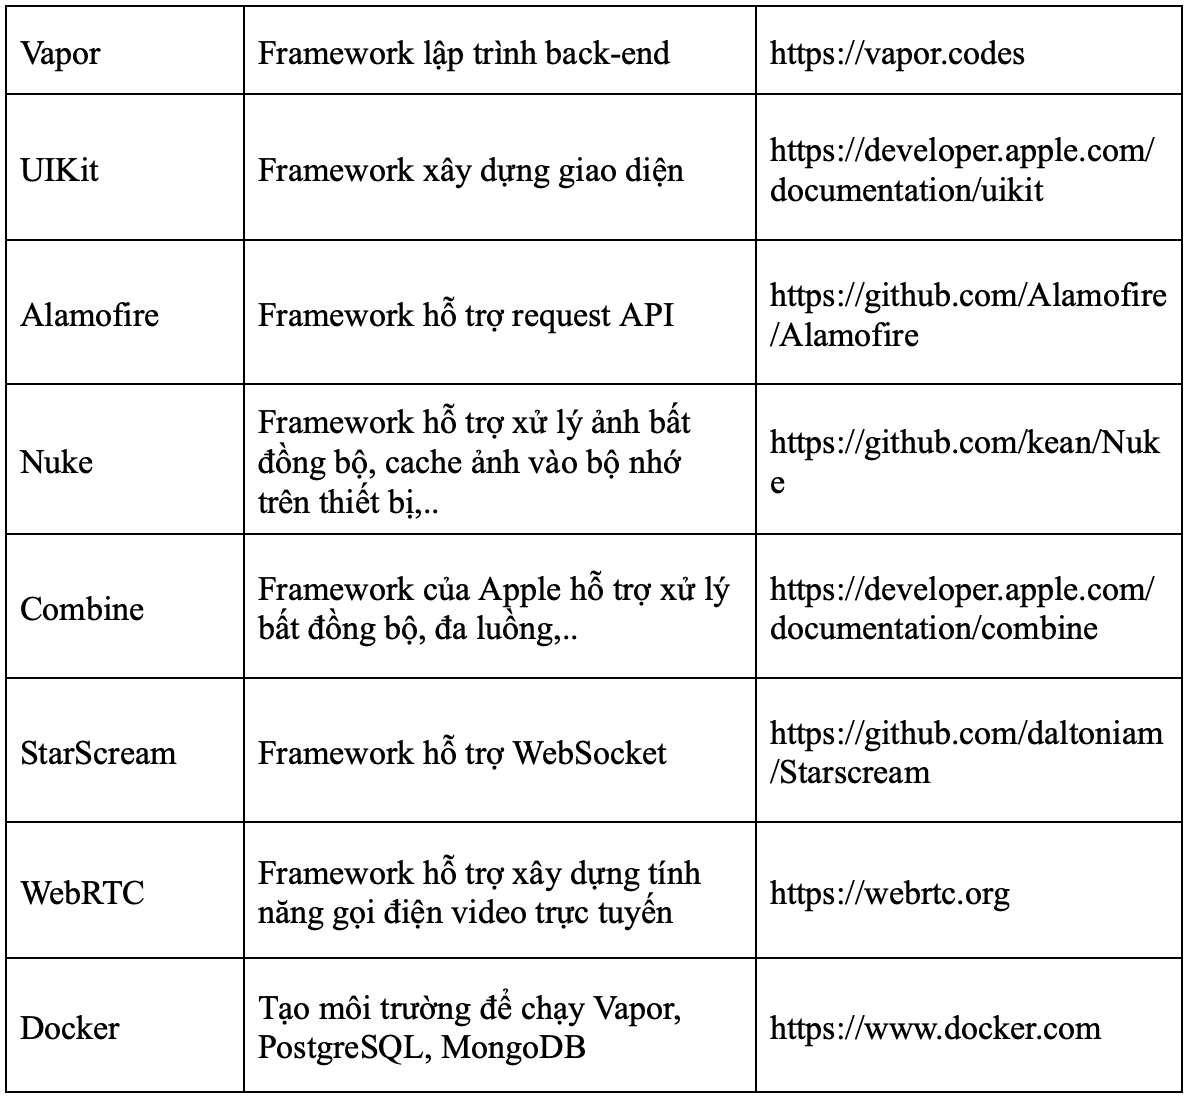 Vapor
Framework lập trình back-end
https://vapor.codes
UIKit
Framework xây dựng giao diện
https://developer.apple.com/
documentation/uikit
Alamofire
Framework hỗ trợ request API
https://github.com/Alamofire
/Alamofire
Nuke
Framework hỗ trợ xử lý ảnh bất
đồng bộ, cache ảnh vào bộ nhớ
trên thiết bị,..
https://github.com/kean/Nuk
e
Combine
Framework của Apple hỗ trợ xử lý
bất đồng bộ, đa luồng,..
https://developer.apple.com/
documentation/combine
StarScream
Framework hỗ trợ WebSocket
https://github.com/daltoniam
/Starscream
WebRTC
Framework hỗ trợ xây dựng tính
năng gọi điện video trực tuyến
https://webrtc.org
Docker
Tạo môi trường để chạy Vapor,
PostgreSQL, MongoDB
https://www.docker.com